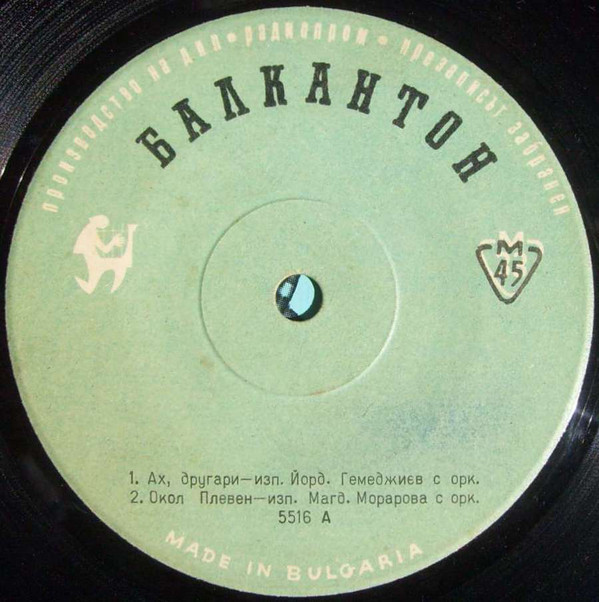 производство на дип • радиопром • презаписът забранен
БАЛКАНТОН
М
45
1. Ах, другари—изп. Йорд. Гемеджиев с орк.
2. Окол Плевен—изп. Магд. Морарова с орк.
5516 А
MADE IN BULGARIA